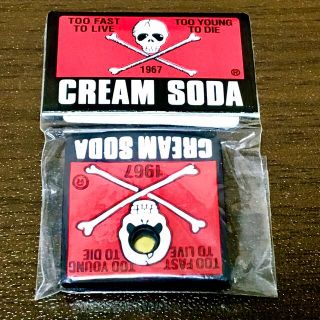 TOO FAST TO LIVE
TOO YOUNG TO DIE
1967
®
CREAM SODA
CREAM SODA
1967
®
TOO FAST TO LIVE
TOO YOUNG TO DIE